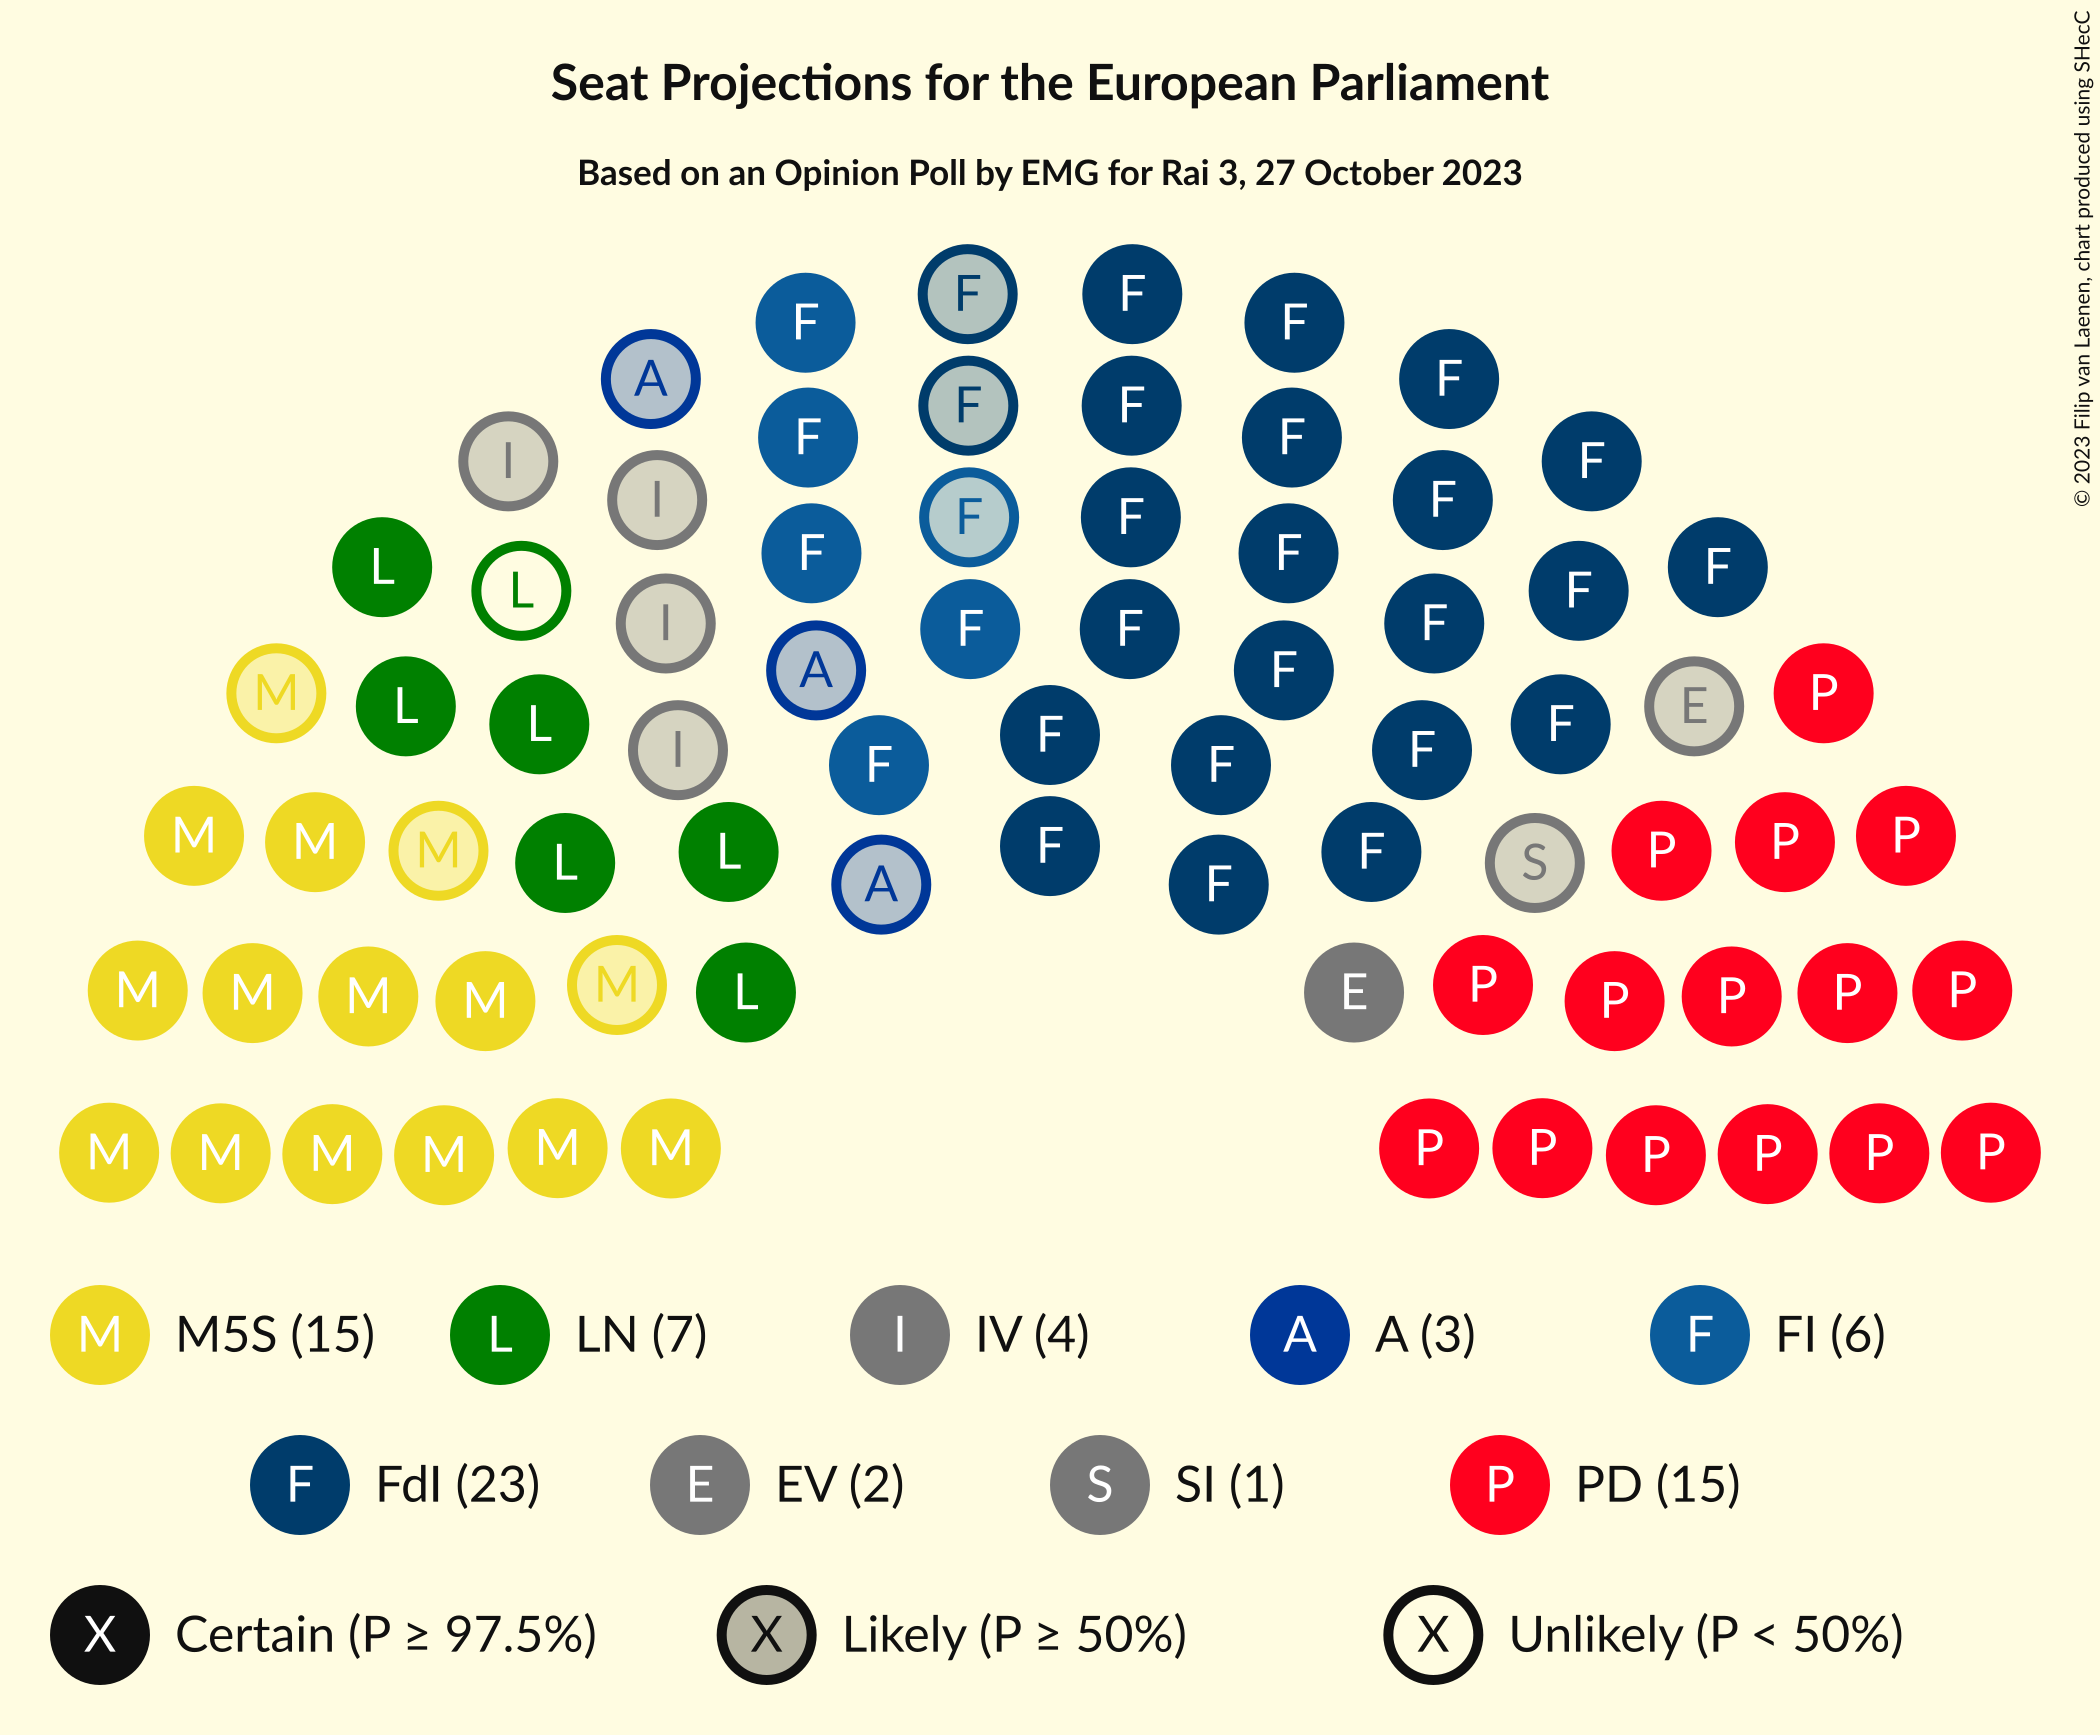 Seat Projections for the European Parliament
Based on an Opinion Poll by EMG for Rai 3, 27 October 2023
© 2023 Filip van Laenen, chart produced using SHecC
F F F F
A F F F
I F F F F
I F F
L F F F
L I F F
M L L A F F F P
L I F F F E
F F F F
M M M L L F F F S P P P
A F
M M M M M L E P P P P P
M M M M M M P P P P P P
M M5S (15) L LN (7) I IV (4) A A (3) F FI (6)
F FdI (23) E EV (2) S SI (1) P PD (15)
X Certain (P ≥ 97.5%) X Likely (P ≥ 50%) X Unlikely (P < 50%)